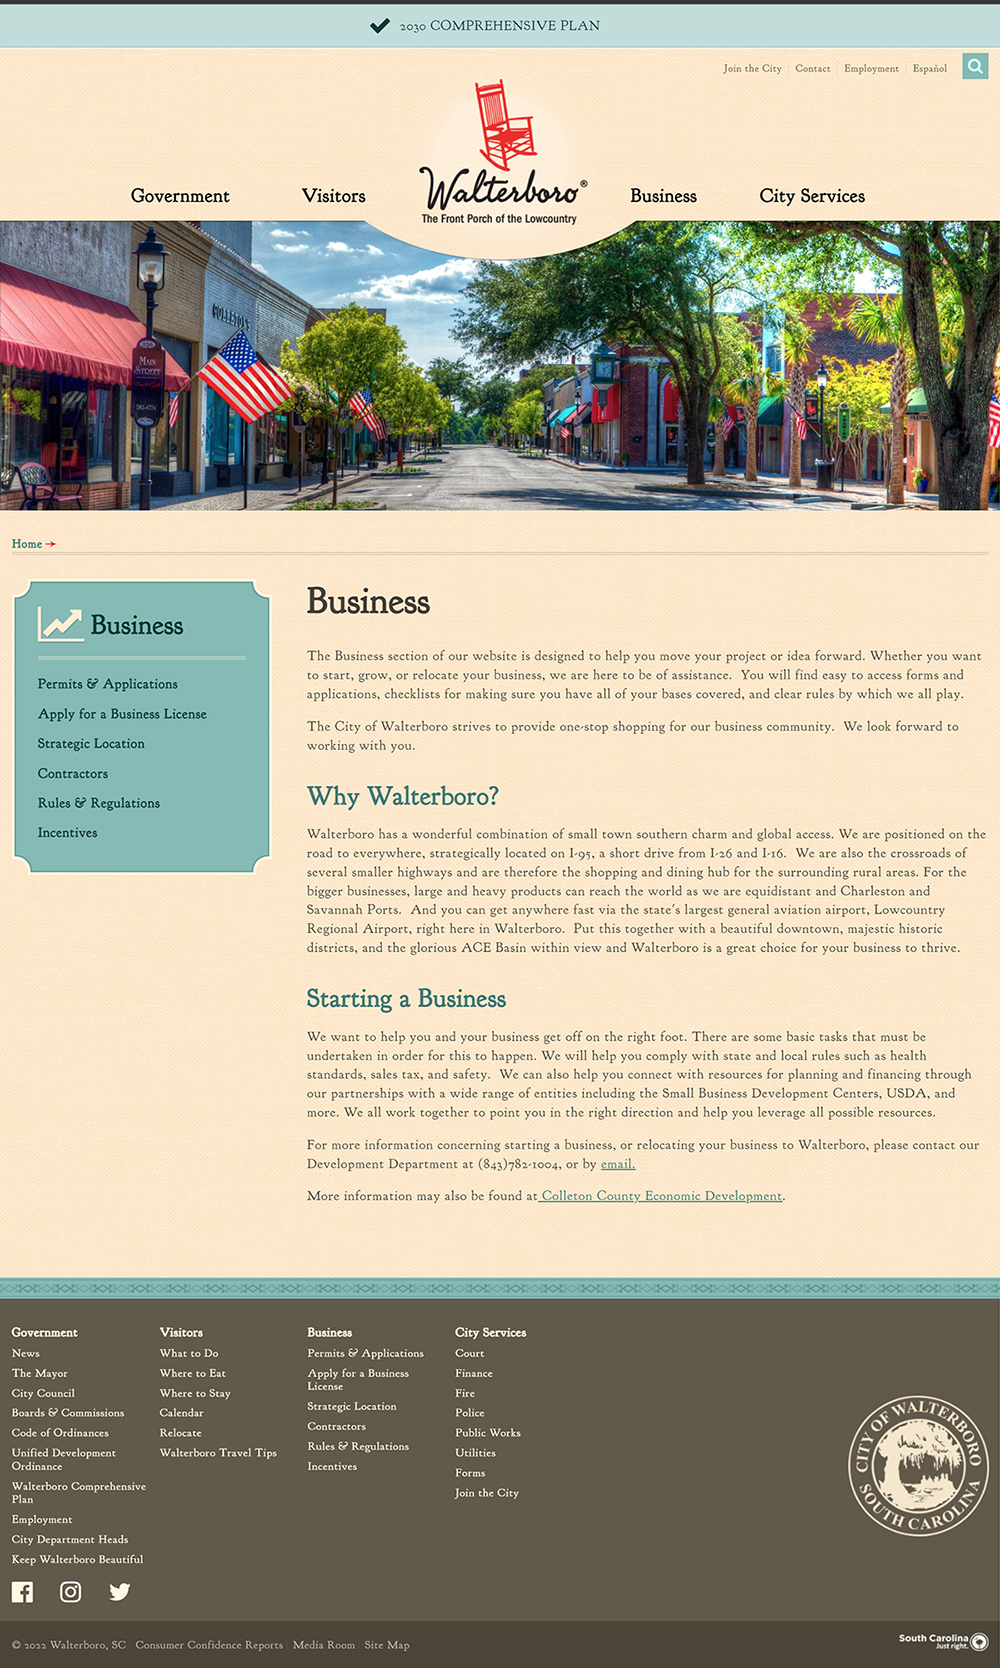 2030 COMPREHENSIVE PLAN
Join the City Contact Employment Español
Government Visitors Walterboro® Business City Services
The Front Porch of the Lowcountry
MAIN
STREET
Home
Business
Permits & Applications
Apply for a Business License
Strategic Location
Contractors
Rules & Regulations
Incentives
Business
The Business section of our website is designed to help you move your project or idea forward. Whether you want
to start, grow, or relocate your business, we are here to be of assistance.  You will find easy to access forms and
applications, checklists for making sure you have all of your bases covered, and clear rules by which we all play.
The City of Walterboro strives to provide one-stop shopping for our business community.  We look forward to
working with you.
Why Walterboro?
Walterboro has a wonderful combination of small town southern charm and global access. We are positioned on the
road to everywhere, strategically located on I-95, a short drive from I-26 and I-16.  We are also the crossroads of
several smaller highways and are therefore the shopping and dining hub for the surrounding rural areas. For the
bigger businesses, large and heavy products can reach the world as we are equidistant and Charleston and
Savannah Ports.  And you can get anywhere fast via the state's largest general aviation airport, Lowcountry
Regional Airport, right here in Walterboro.  Put this together with a beautiful downtown, majestic historic
districts, and the glorious ACE Basin within view and Walterboro is a great choice for your business to thrive.
Starting a Business
We want to help you and your business get off on the right foot. There are some basic tasks that must be
undertaken in order for this to happen. We will help you comply with state and local rules such as health
standards, sales tax, and safety.  We can also help you connect with resources for planning and financing through
our partnerships with a wide range of entities including the Small Business Development Centers, USDA, and
more. We all work together to point you in the right direction and help you leverage all possible resources.
For more information concerning starting a business, or relocating your business to Walterboro, please contact our
Development Department at (843)782-1004, or by email.
More information may also be found at Colleton County Economic Development.
Government
News
The Mayor
City Council
Boards & Commissions
Code of Ordinances
Unified Development
Ordinance
Walterboro Comprehensive
Plan
Employment
City Department Heads
Keep Walterboro Beautiful
Visitors
What to Do
Where to Eat
Where to Stay
Calendar
Relocate
Walterboro Travel Tips
Business
Permits & Applications
Apply for a Business
License
Strategic Location
Contractors
Rules & Regulations
Incentives
City Services
Court
Finance
Fire
Police
Public Works
Utilities
Forms
Join the City
CITY OF WALTERBORO
SOUTH CAROLINA
© 2022 Walterboro, SC Consumer Confidence Reports Media Room Site Map
South Carolina
Just right.